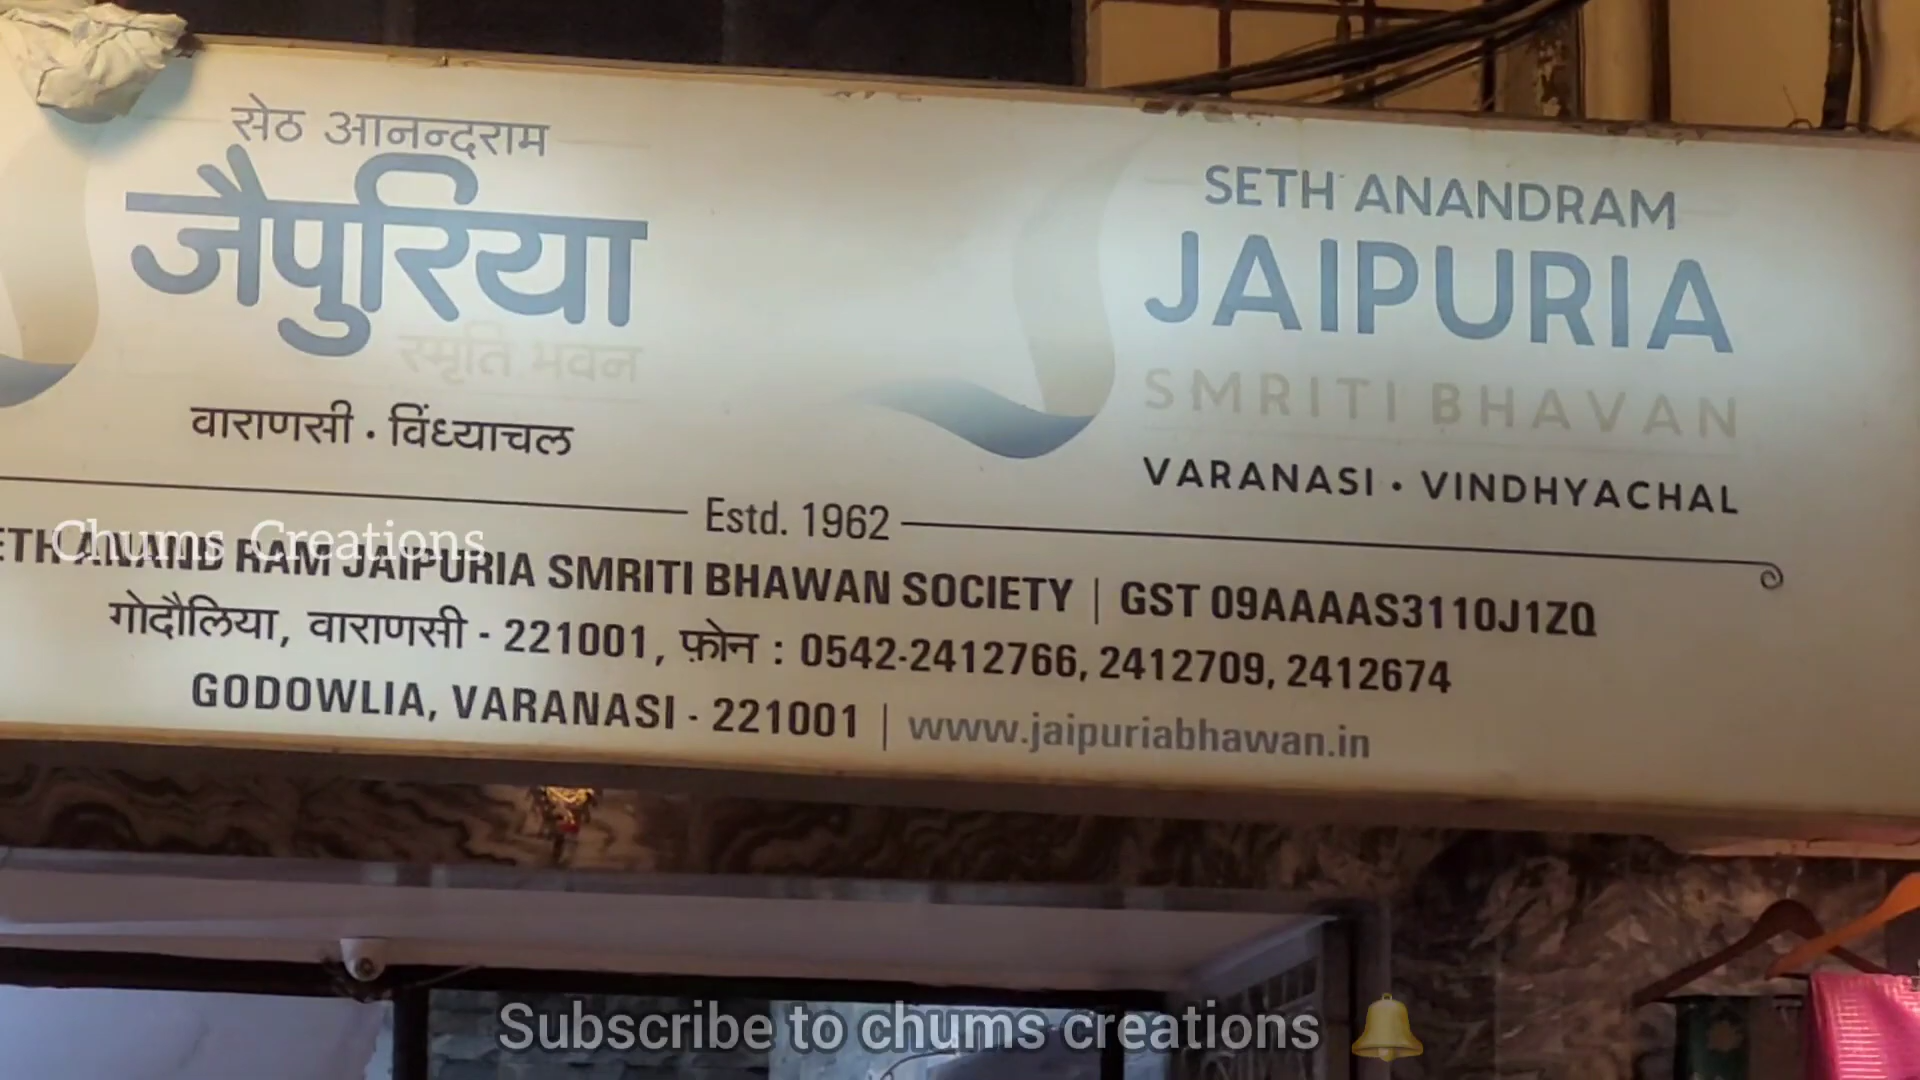 सेठ आनन्दराम
जैपुरिया
स्मृति भवन
वाराणसी · विंध्याचल
SETH ANANDRAM
JAIPURIA
SMRITI BHAVAN
VARANASI · VINDHYACHAL
Estd. 1962
ETH ANAND RAM JAIPURIA SMRITI BHAWAN SOCIETY | GST 09AAAAS3110J1ZQ
Chums Creations
गोदौलिया, वाराणसी - 221001, फ़ोन : 0542-2412766, 2412709, 2412674
GODOWLIA, VARANASI - 221001 | www.jaipuriabhawan.in
Subscribe to chums creations